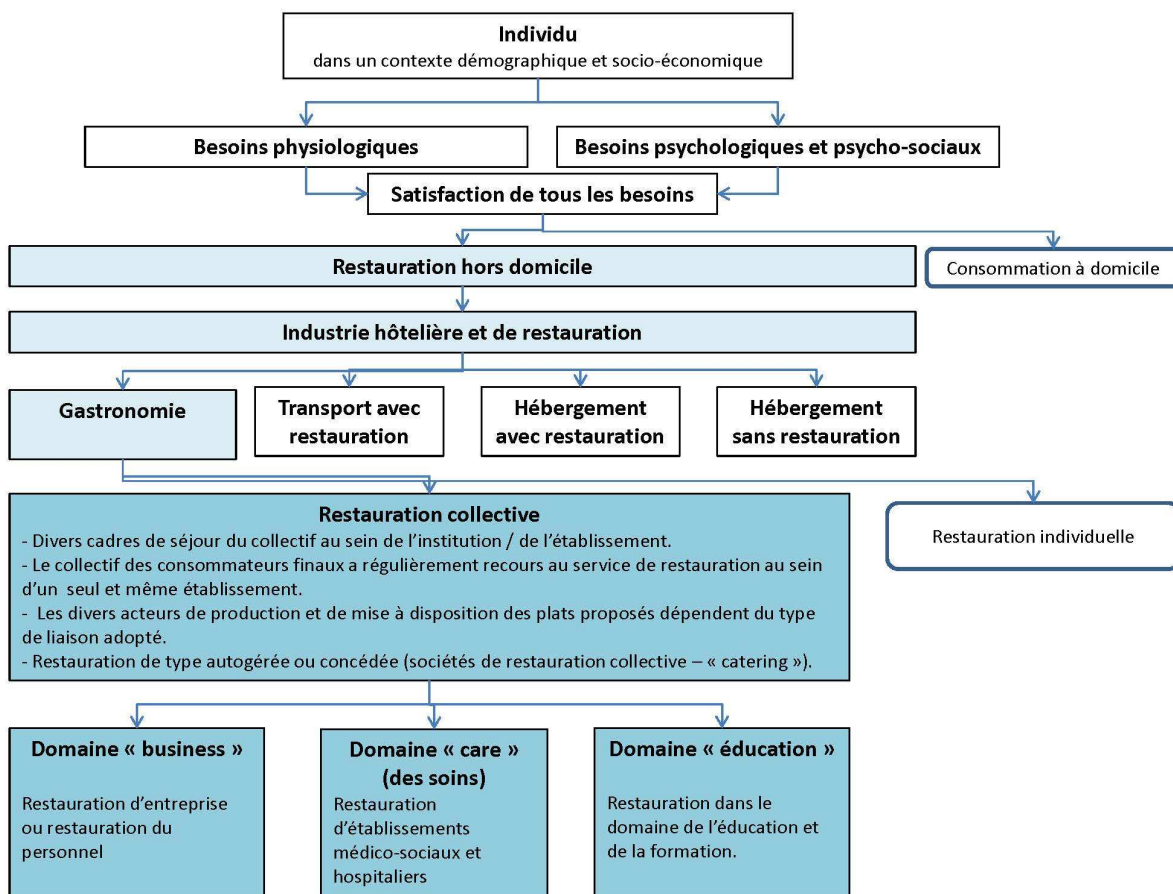 Individu
dans un contexte démographique et socio-économique
Besoins physiologiques
Besoins psychologiques et psycho-sociaux
Satisfaction de tous les besoins
Restauration hors domicile
Consommation à domicile
Industrie hôtelière et de restauration
Gastronomie
Transport avec
restauration
Hébergement
avec restauration
Hébergement
sans restauration
Restauration collective
- Divers cadres de séjour du collectif au sein de l'institution / de l'établissement.
- Le collectif des consommateurs finaux a régulièrement recours au service de restauration au sein
d'un seul et même établissement.
- Les divers acteurs de production et de mise à disposition des plats proposés dépendent du type
de liaison adopté.
- Restauration de type autogérée ou concédée (sociétés de restauration collective – « catering »).
Restauration individuelle
Domaine « business »
Restauration d'entreprise
ou restauration du
personnel
Domaine « care »
(des soins)
Restauration
d'établissements
médico-sociaux et
hospitaliers
Domaine « éducation »
Restauration dans le
domaine de l'éducation et
de la formation.